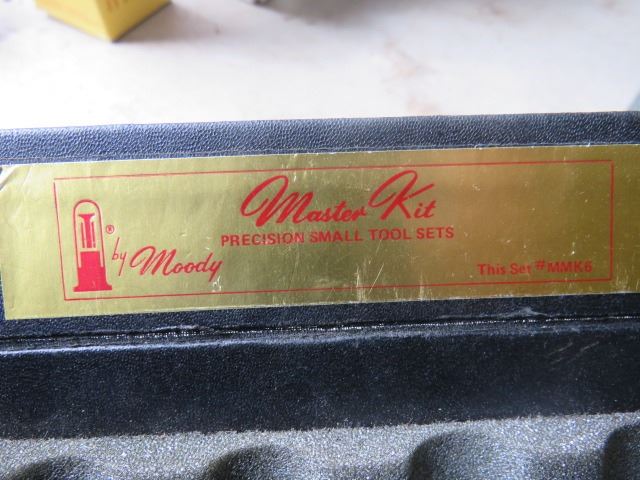 Master Kit
PRECISION SMALL TOOL SETS
® by Moody
This Set #MMK6